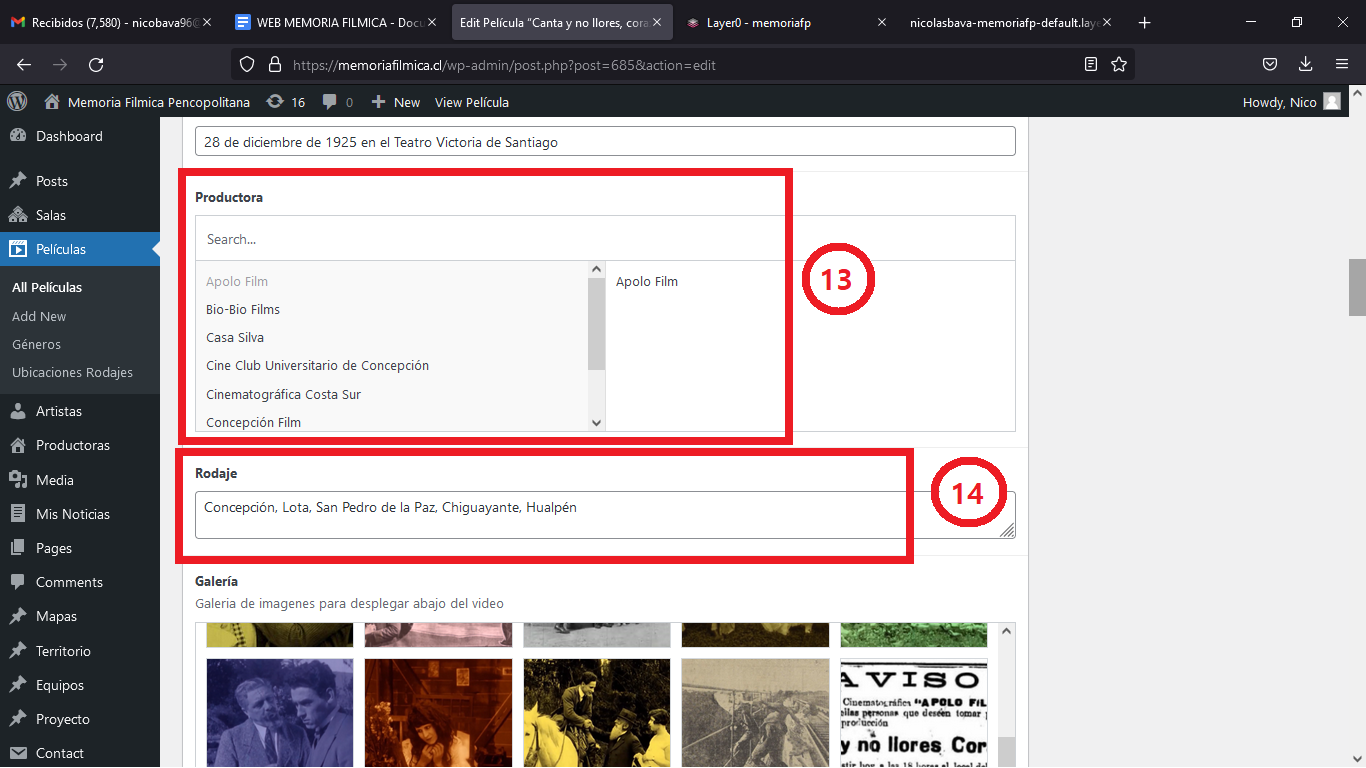 Recibidos (7,580) - nicobava96@
WEB MEMORIA FILMICA - Docu
Edit Película “Canta y no llores, cora
Layer0 - memoriafp
nicolasbava-memoriafp-default.laye
https://memoriafilmica.cl/wp-admin/post.php?post=685&action=edit
Memoria Filmica Pencopolitana
16
0
New
View Película
Howdy, Nico
Dashboard
Posts
Salas
Películas
All Películas
Add New
Géneros
Ubicaciones Rodajes
Artistas
Productoras
Media
Mis Noticias
Pages
Comments
Mapas
Territorio
Equipos
Proyecto
Contact
28 de diciembre de 1925 en el Teatro Victoria de Santiago
Productora
Search...
Apolo Film
Bio-Bio Films
Casa Silva
Cine Club Universitario de Concepción
Cinematográfica Costa Sur
Concepción Film
Apolo Film
13
Rodaje
Concepción, Lota, San Pedro de la Paz, Chiguayante, Hualpén
14
Galería
Galeria de imagenes para desplegar abajo del video
AVISO
Cinematográfica "APOLO FIL
ellas personas que deseén tomar
producción
y no llores Cor